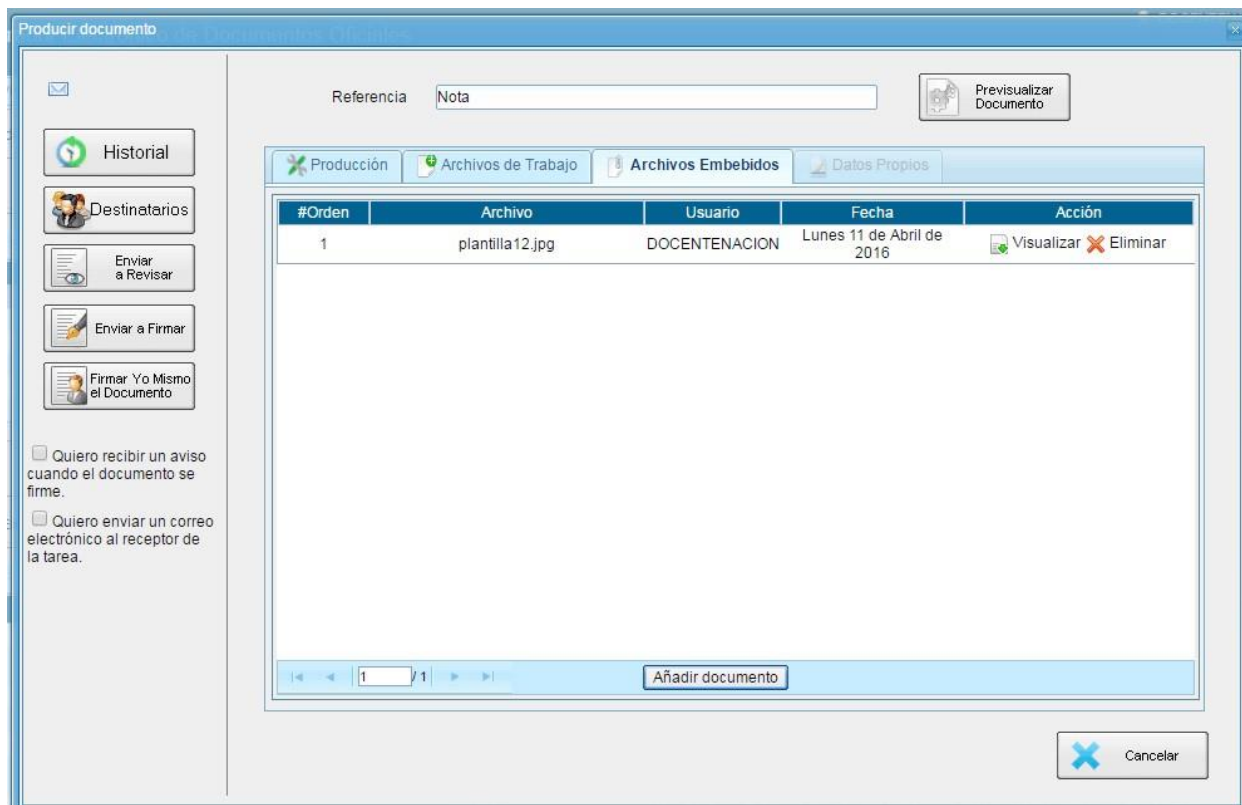 Producir documento
de Documentos Oficiales
Referencia
Nota
Previsualizar
Documento
Historial
Destinatarios
Enviar
a Revisar
Enviar a Firmar
Firmar Yo Mismo
el Documento
Quiero recibir un aviso
cuando el documento se
firme.
Quiero enviar un correo
electrónico al receptor de
la tarea.
Producción
Archivos de Trabajo
Archivos Embebidos
Datos Propios
#Orden Archivo Usuario Fecha Acción
1 plantilla12.jpg DOCENTENACION Lunes 11 de Abril de 2016 Visualizar Eliminar
1 / 1
Añadir documento
Cancelar